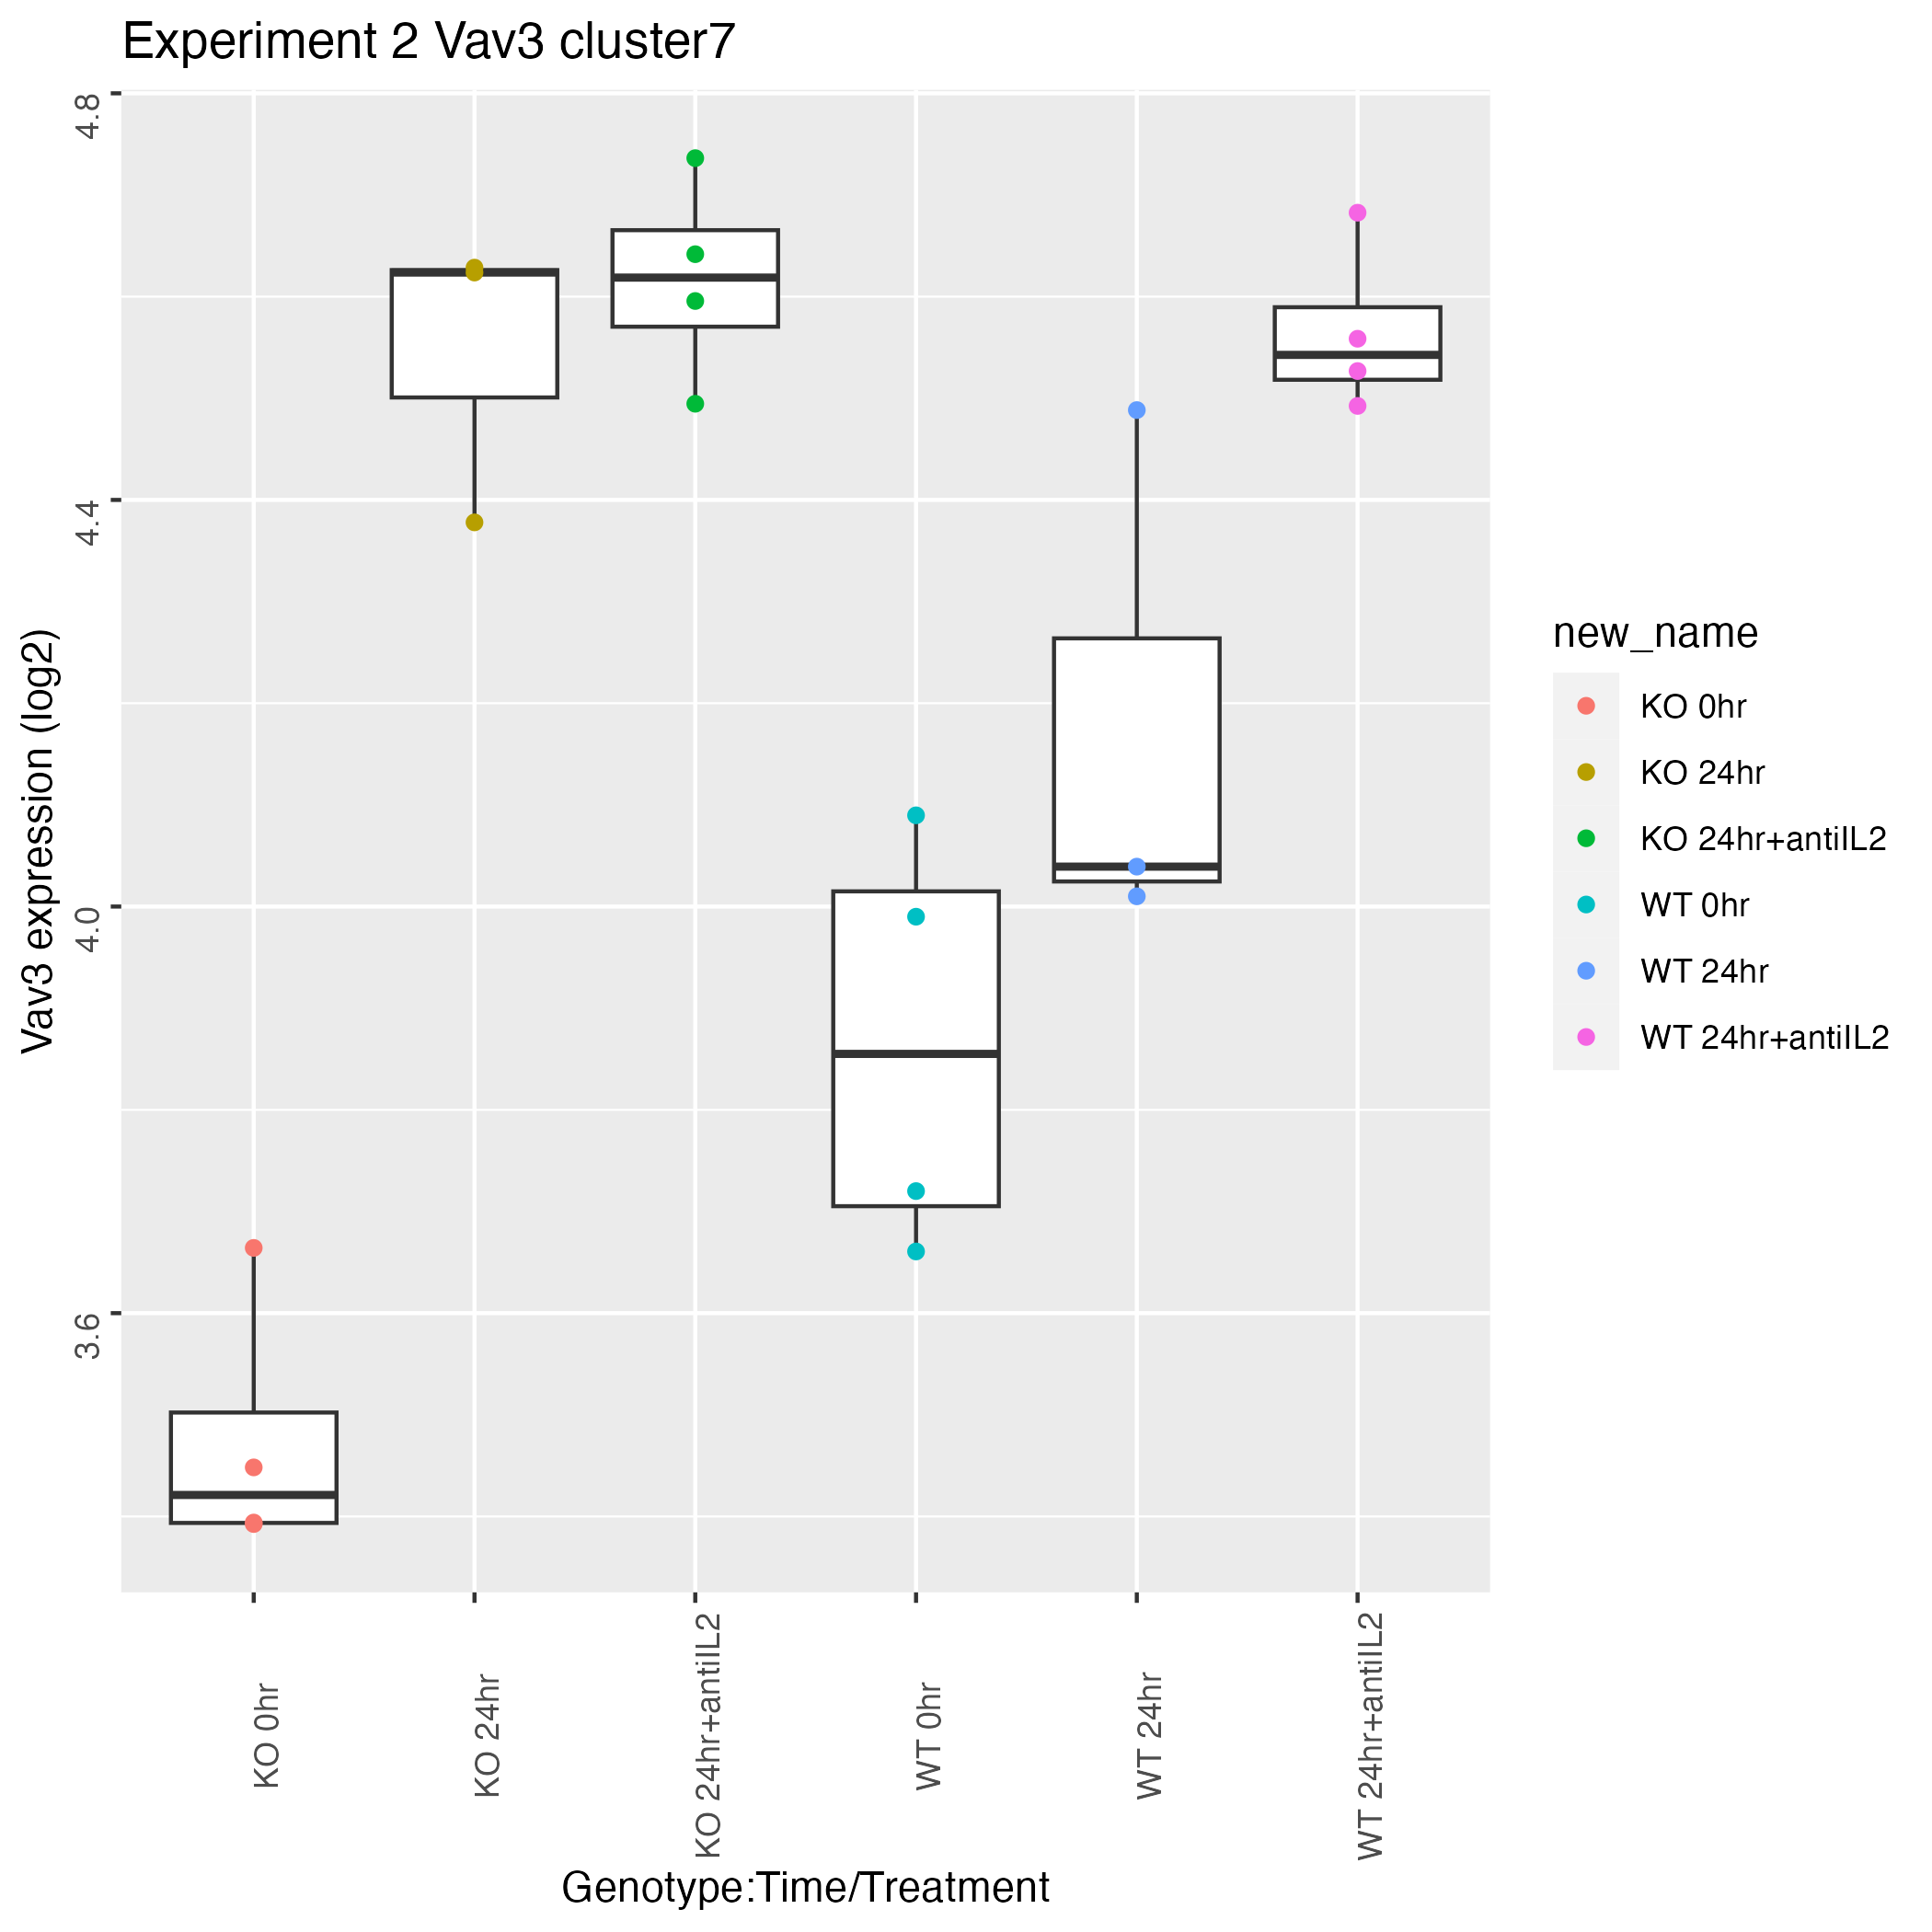 Experiment 2 Vav3 cluster7
Vav3 expression (log2)
4.8
4.4
4.0
3.6
KO 0hr
KO 24hr
KO 24hr+antiIL2
WT 0hr
WT 24hr
WT 24hr+antiIL2
Genotype:Time/Treatment
new_name
KO 0hr
KO 24hr
KO 24hr+antiIL2
WT 0hr
WT 24hr
WT 24hr+antiIL2